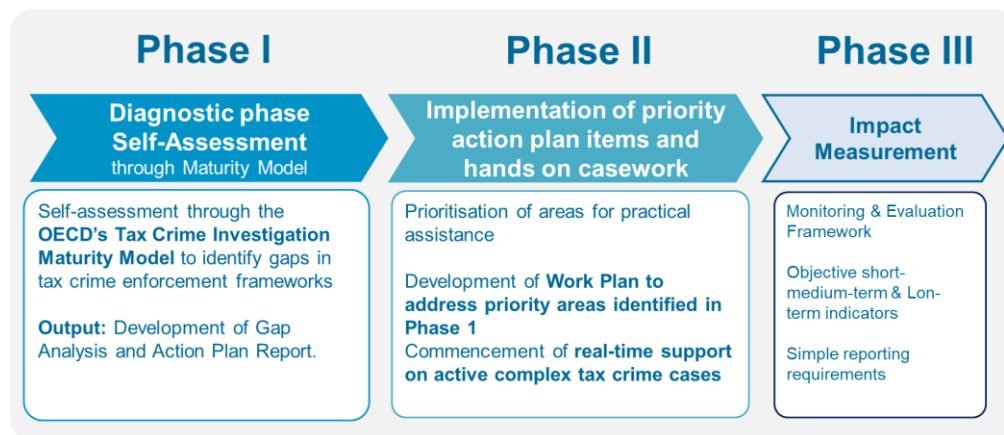 Phase I
Phase II
Phase III
Diagnostic phase
Self-Assessment
through Maturity Model
Implementation of priority
action plan items and
hands on casework
Impact
Measurement
Self-assessment through the
OECD's Tax Crime Investigation
Maturity Model to identify gaps in
tax crime enforcement frameworks
Output: Development of Gap
Analysis and Action Plan Report.
Prioritisation of areas for practical
assistance
Development of Work Plan to
address priority areas identified in
Phase 1
Commencement of real-time support
on active complex tax crime cases
Monitoring & Evaluation
Framework
Objective short-
medium-term & Lon-
term indicators
Simple reporting
requirements